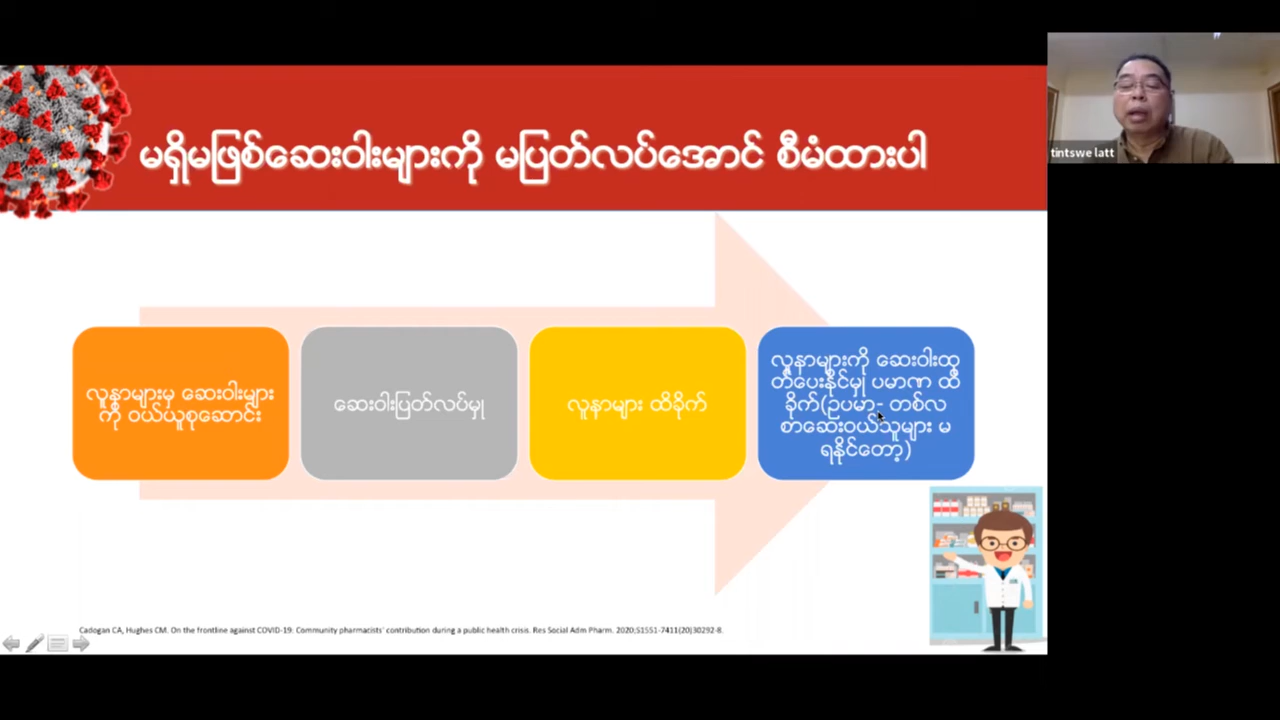 မရှိမဖြစ်ဆေးဝါးများကို မပြတ်လပ်အောင် စီမံထားပါ
tintswe latt
လူနာများမှ ဆေးဝါးများ
ကို ဝယ်ယူစုဆောင်း
ဆေးဝါးပြတ်လပ်မှု
လူနာများ ထိခိုက်
လူနာများကို ဆေးဝါးထု
တ်ပေးနိုင်မှု ပမာဏ ထိ
ခိုက်(ဥပမာ- တစ်လ
စာဆေးဝယ်သူများ မ
ရနိုင်တော့)
Cadogan CA, Hughes CM. On the frontline against COVID-19: Community pharmacists' contribution during a public health crisis. Res Social Adm Pharm. 2020;S1551-7411(20)30292-8.